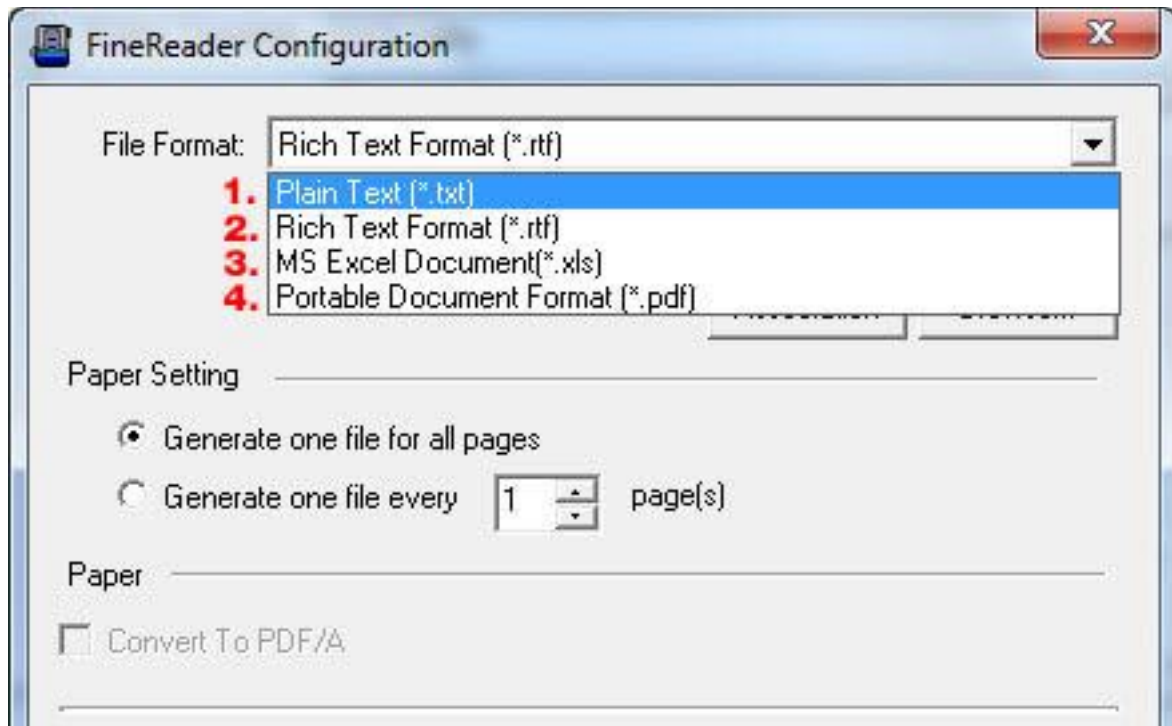 FineReader Configuration
File Format: Rich Text Format (*.rtf)
1. Plain Text (*.txt)
2. Rich Text Format (*.rtf)
3. MS Excel Document(*.xls)
4. Portable Document Format (*.pdf)
Paper Setting
Generate one file for all pages
Generate one file every 1 page(s)
Paper
Convert To PDF/A